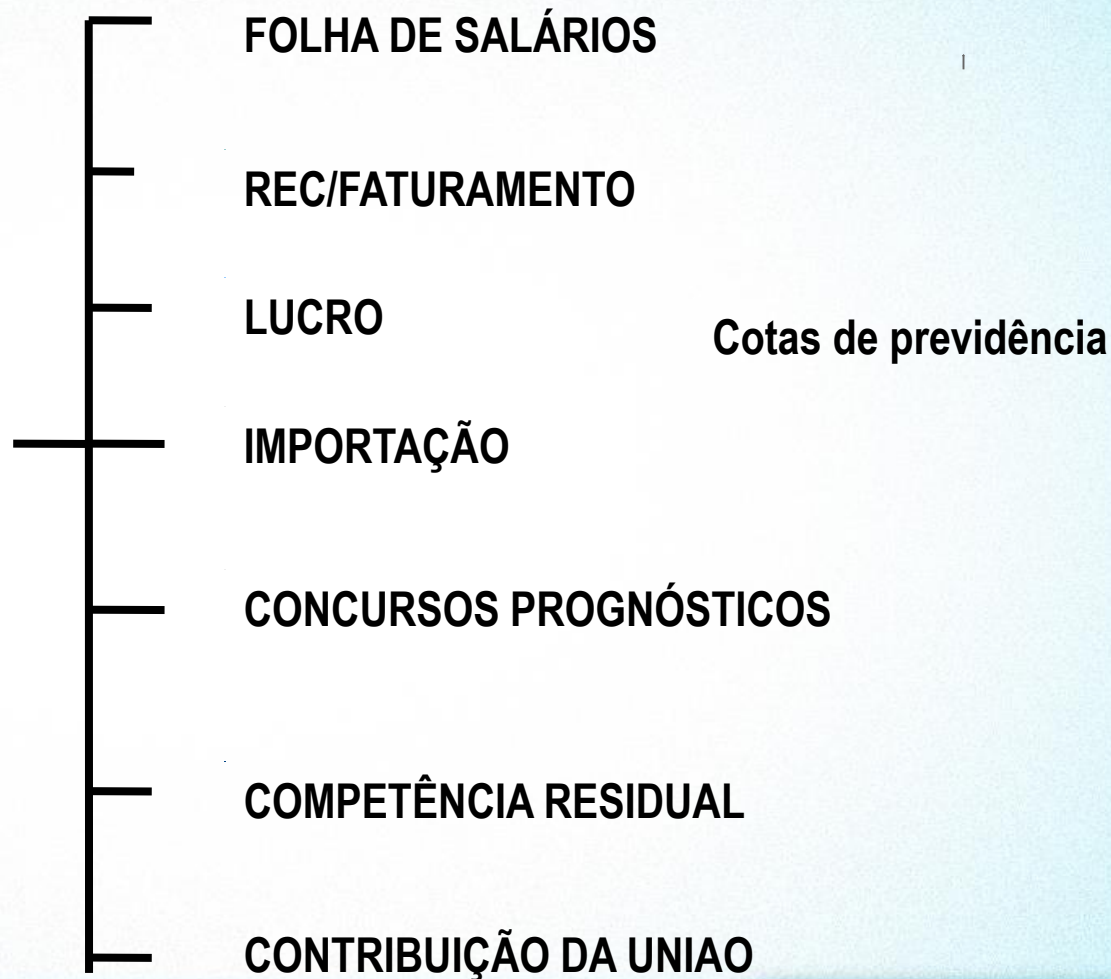 FOLHA DE SALÁRIOS
REC/FATURAMENTO
LUCRO
Cotas de previdência
IMPORTAÇÃO
CONCURSOS PROGNÓSTICOS
COMPETÊNCIA RESIDUAL
CONTRIBUIÇÃO DA UNIAO